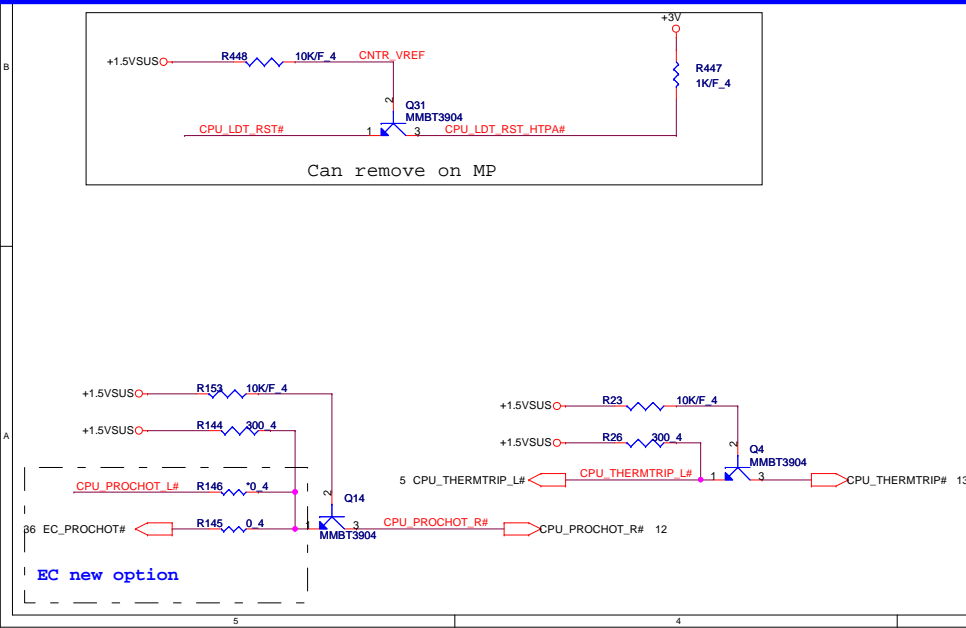 +3V
+1.5VSUS R448 10K/F_4 CNTR_VREF
B
R447
1K/F_4
2
Q31
MMBT3904
CPU_LDT_RST# 1 3 CPU_LDT_RST_HTPA#
Can remove on MP
+1.5VSUS R153 10K/F_4
+1.5VSUS R144 300_4
+1.5VSUS R23 10K/F_4
A
+1.5VSUS R26 300_4
2
Q4
MMBT3904
5 CPU_THERMTRIP_L# CPU_THERMTRIP_L# 1 3 CPU_THERMTRIP# 13
CPU_PROCHOT_L# R146 *0_4
2
Q14
36 EC_PROCHOT# R145 0_4 1 3 CPU_PROCHOT_R# CPU_PROCHOT_R# 12
MMBT3904
EC new option
5 4